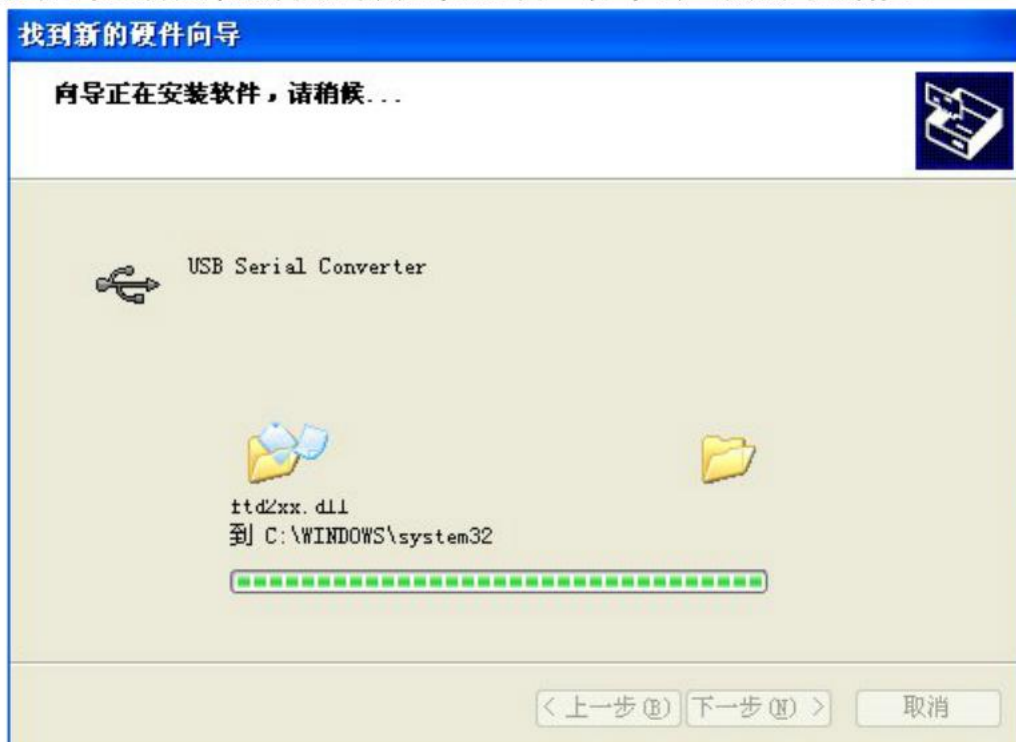 找到新的硬件向导
向导正在安装软件，请稍候...
USB Serial Converter
ftd2xx.dll
到 C:\WINDOWS\system32
< 上一步(B) 下一步(N) > 取消